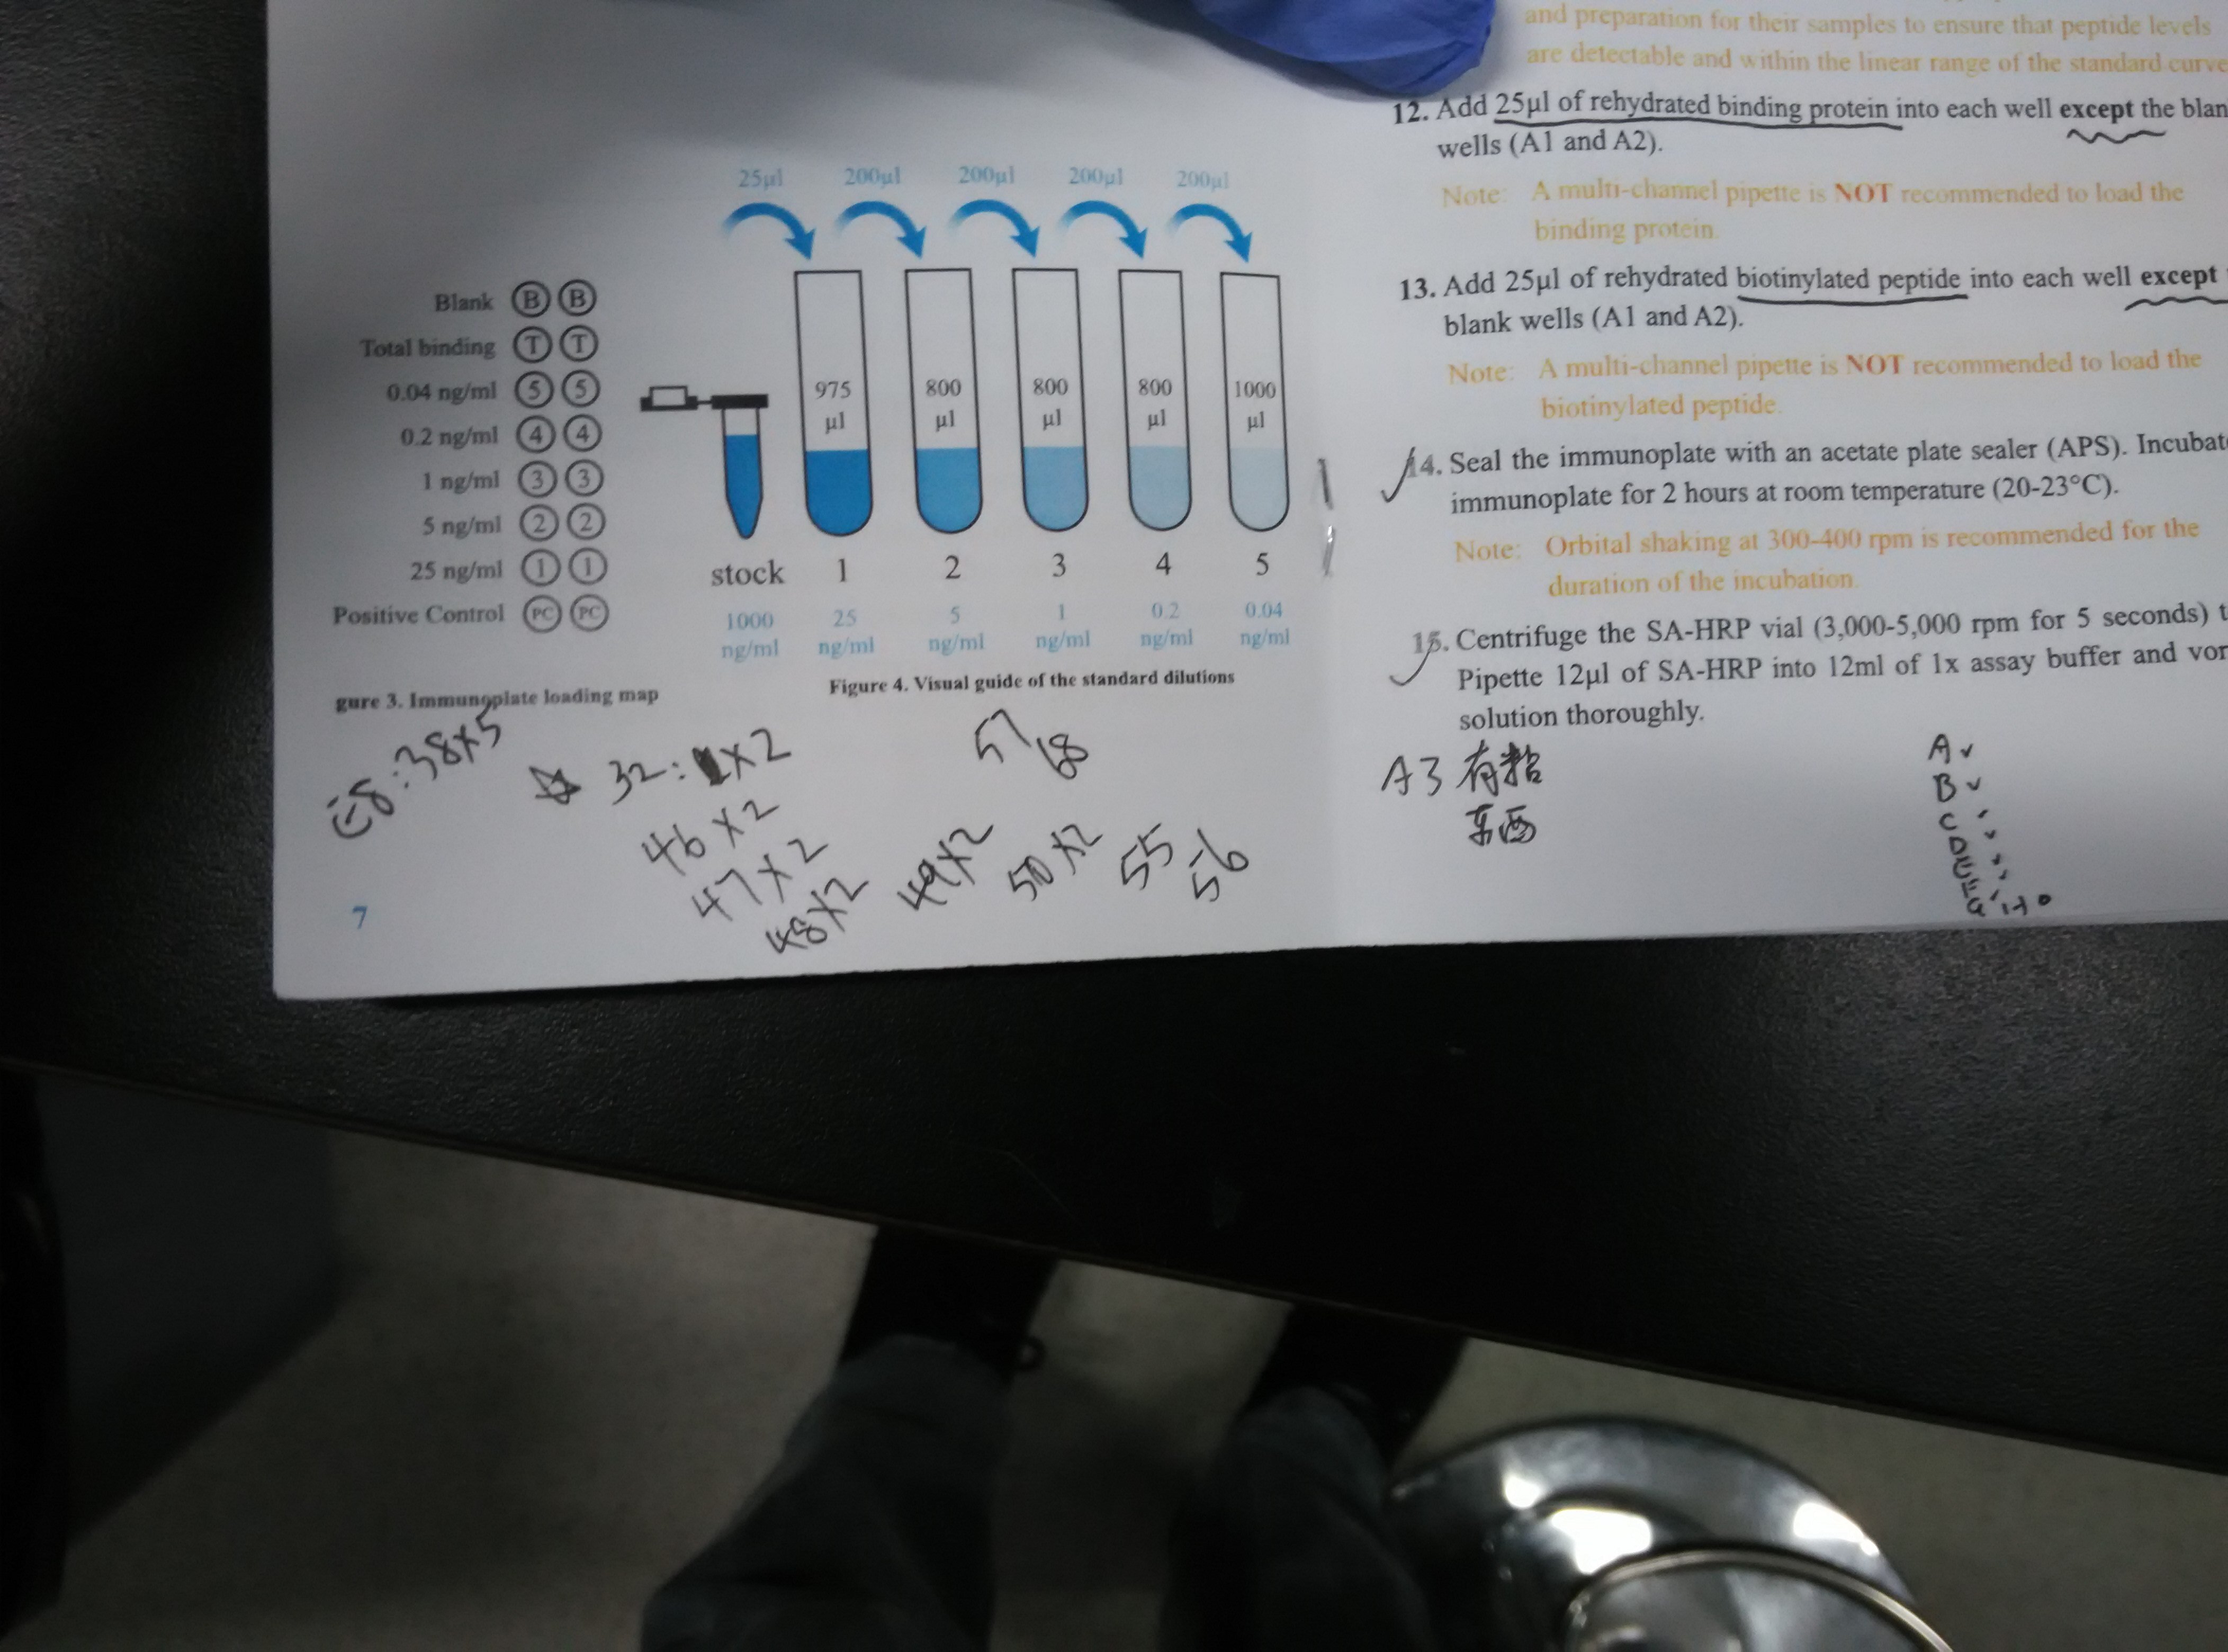 25µl 200µl 200µl 200µl 200µl
Blank B B
Total binding T T
0.04 ng/ml 5 5
0.2 ng/ml 4 4
1 ng/ml 3 3
5 ng/ml 2 2
25 ng/ml 1 1
Positive Control PC PC
975 800 800 800 1000
µl µl µl µl µl
stock 1 2 3 4 5
1000 25 5 1 0.2 0.04
ng/ml ng/ml ng/ml ng/ml ng/ml ng/ml
gure 3. Immunoplate loading map
Figure 4. Visual guide of the standard dilutions
8:38×5
32: ×2
46×2
47×2
48×2
49×2
50×2
55
56
57
7
and preparation for their samples to ensure that peptide levels
are detectable and within the linear range of the standard curve
12. Add 25µl of rehydrated binding protein into each well except the blan
wells (A1 and A2).
Note: A multi-channel pipette is NOT recommended to load the
binding protein.
13. Add 25µl of rehydrated biotinylated peptide into each well except
blank wells (A1 and A2).
Note: A multi-channel pipette is NOT recommended to load the
biotinylated peptide.
14. Seal the immunoplate with an acetate plate sealer (APS). Incubat
immunoplate for 2 hours at room temperature (20-23°C).
Note: Orbital shaking at 300-400 rpm is recommended for the
duration of the incubation.
15. Centrifuge the SA-HRP vial (3,000-5,000 rpm for 5 seconds) t
Pipette 12µl of SA-HRP into 12ml of 1x assay buffer and vor
solution thoroughly.
A3 有粘
东西
A
B
C
D
E
F
G H